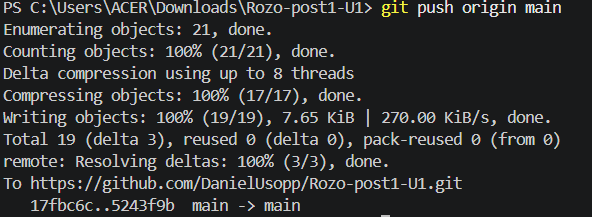 PS C:\Users\ACER\Downloads\Rozo-post1-U1> git push origin main
Enumerating objects: 21, done.
Counting objects: 100% (21/21), done.
Delta compression using up to 8 threads
Compressing objects: 100% (17/17), done.
Writing objects: 100% (19/19), 7.65 KiB | 270.00 KiB/s, done.
Total 19 (delta 3), reused 0 (delta 0), pack-reused 0 (from 0)
remote: Resolving deltas: 100% (3/3), done.
To https://github.com/DanielUsopp/Rozo-post1-U1.git
   17fbc6c..5243f9b  main -> main